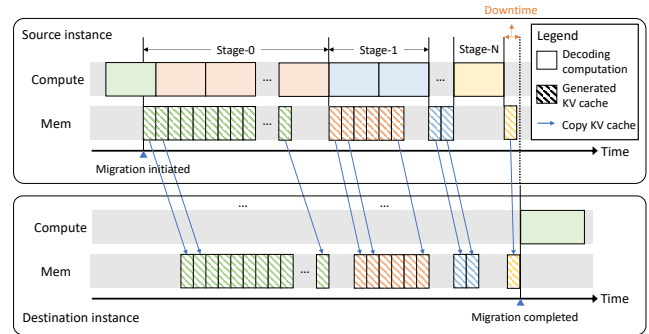 Downtime
Source instance
Stage-0
Stage-1
Stage-N
Legend
Decoding
computation
Generated
KV cache
Copy KV cache
Compute
...
...
Mem
...
Time
Migration initiated
...
...
Compute
Mem
...
Time
Destination instance
Migration completed